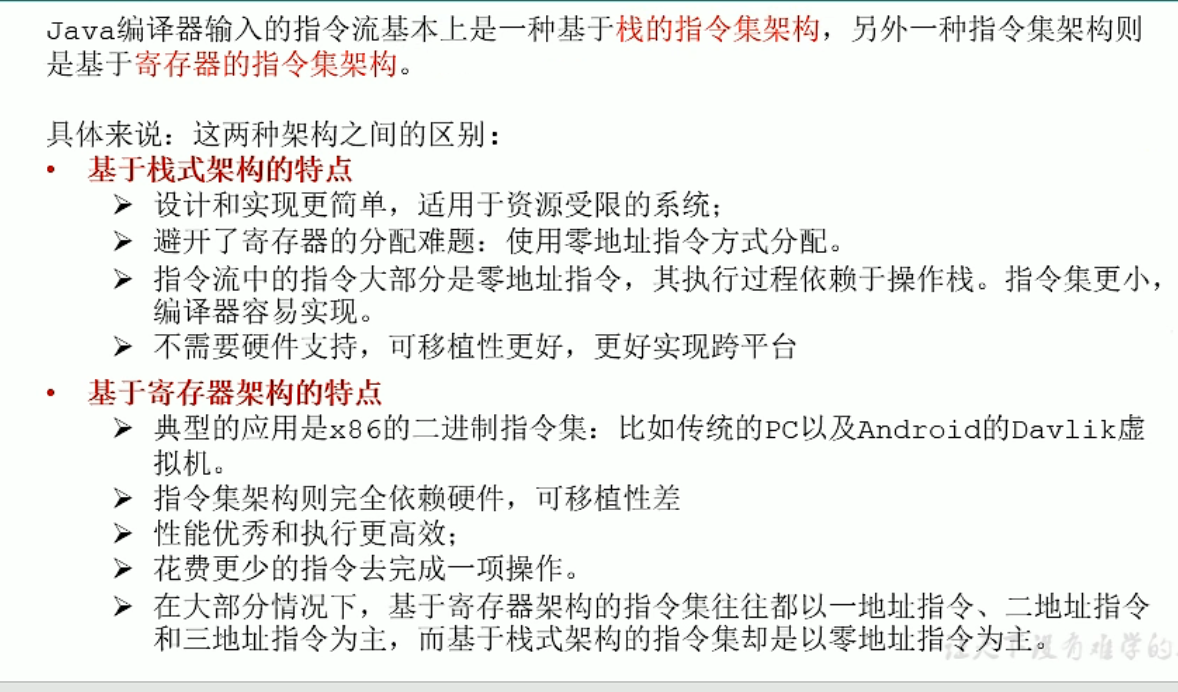 Java编译器输入的指令流基本上是一种基于栈的指令集架构，另外一种指令集架构则
是基于寄存器的指令集架构。
具体来说：这两种架构之间的区别：
• 基于栈式架构的特点
➢ 设计和实现更简单，适用于资源受限的系统；
➢ 避开了寄存器的分配难题：使用零地址指令方式分配。
➢ 指令流中的指令大部分是零地址指令，其执行过程依赖于操作栈。指令集更小，
编译器容易实现。
➢ 不需要硬件支持，可移植性更好，更好实现跨平台
• 基于寄存器架构的特点
➢ 典型的应用是x86的二进制指令集：比如传统的PC以及Android的Davlik虚
拟机。
➢ 指令集架构则完全依赖硬件，可移植性差
➢ 性能优秀和执行更高效；
➢ 花费更少的指令去完成一项操作。
➢ 在大部分情况下，基于寄存器架构的指令集往往都以一地址指令、二地址指令
和三地址指令为主，而基于栈式架构的指令集却是以零地址指令为主。
没有难学的